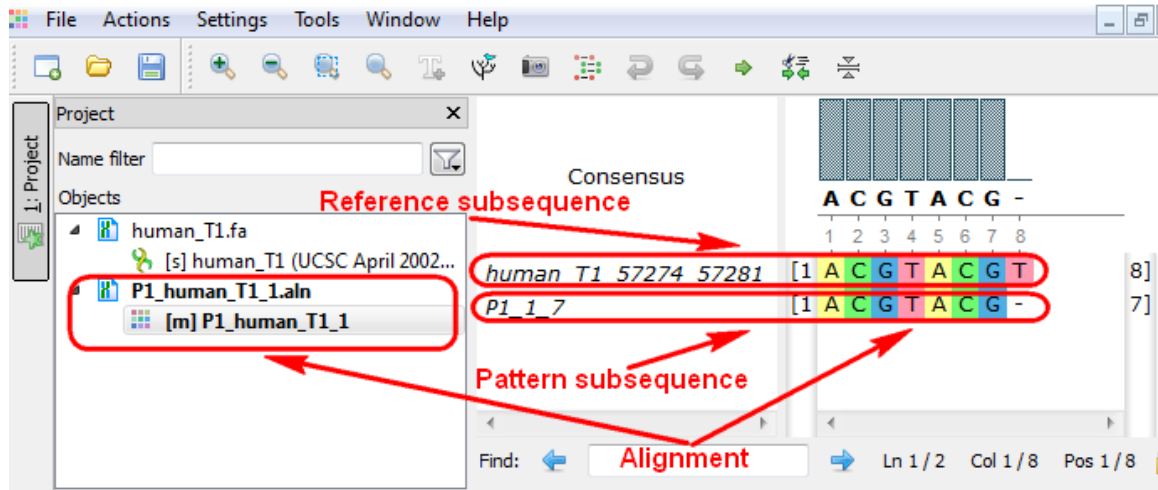 File Actions Settings Tools Window Help
1: Project
Project
Name filter
Objects
human_T1.fa
[s] human_T1 (UCSC April 2002...
P1_human_T1_1.aln
[m] P1_human_T1_1
Consensus
A C G T A C G -
1 2 3 4 5 6 7 8
Reference subsequence
human_T1_57274_57281 [1 A C G T A C G T 8]
P1_1_7 [1 A C G T A C G - 7]
Pattern subsequence
Alignment
Find: Ln 1 / 2 Col 1 / 8 Pos 1 / 8